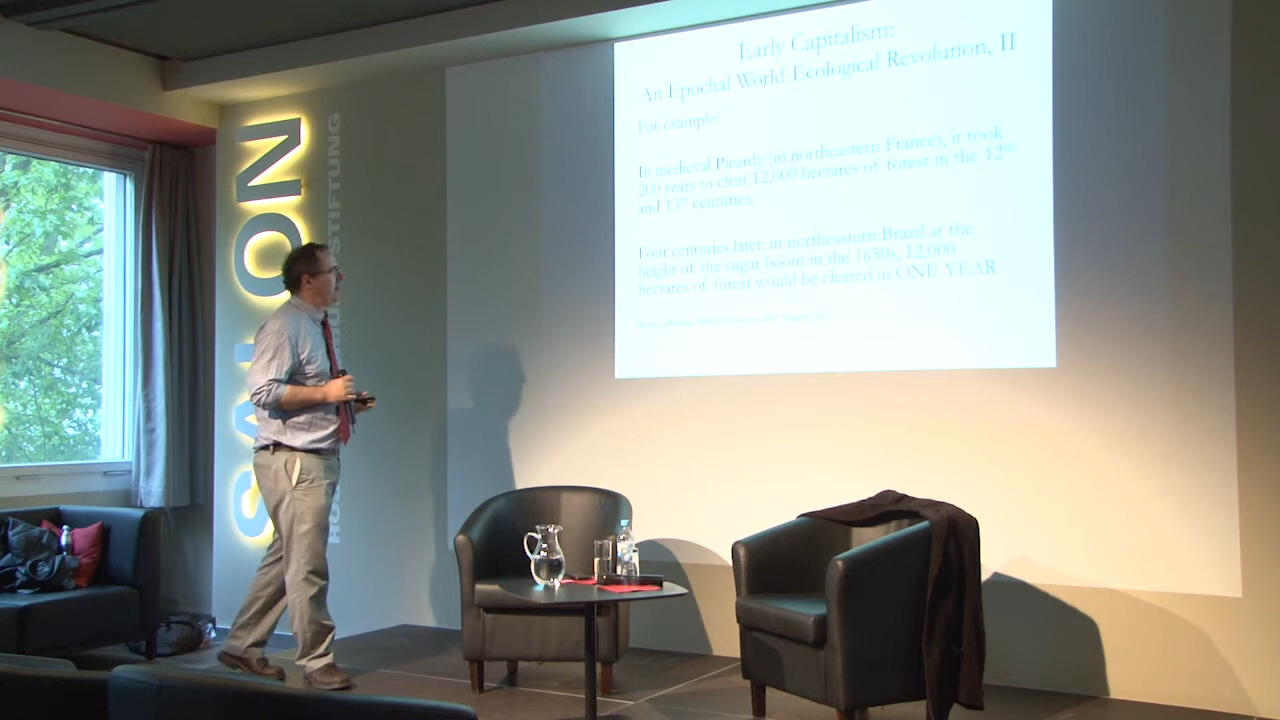 Early Capitalism:
An Epochal World-Ecological Revolution, II
For example:
In medieval Picardy (in northeastern France), it took
200 years to clear 12,000 hectares of forest in the 12th
and 13th centuries.
Four centuries later, in northeastern Brazil at the
height of the sugar boom in the 1650s, 12,000
hectares of forest would be cleared in ONE YEAR
SALON
STIFTUNG